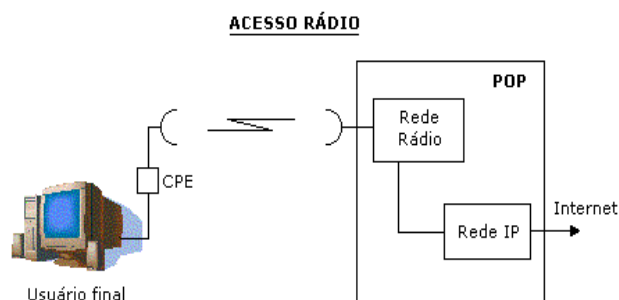 ACESSO RÁDIO
POP
Rede
Rádio
CPE
Internet
Rede IP
Usuário final